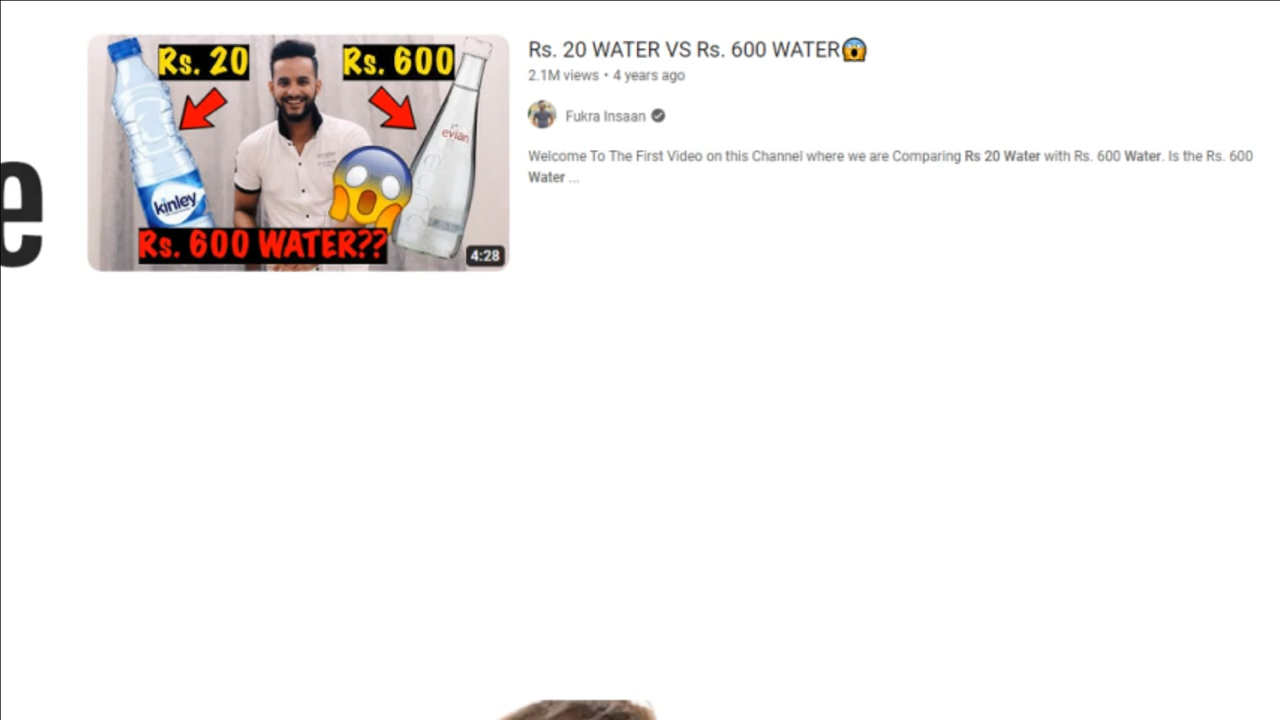 e
Rs. 20
Rs. 600
evian
kinley
Rs. 600 WATER??
4:28
Rs. 20 WATER VS Rs. 600 WATER😱
2.1M views • 4 years ago
Fukra Insaan
Welcome To The First Video on this Channel where we are Comparing Rs 20 Water with Rs. 600 Water. Is the Rs. 600
Water ...